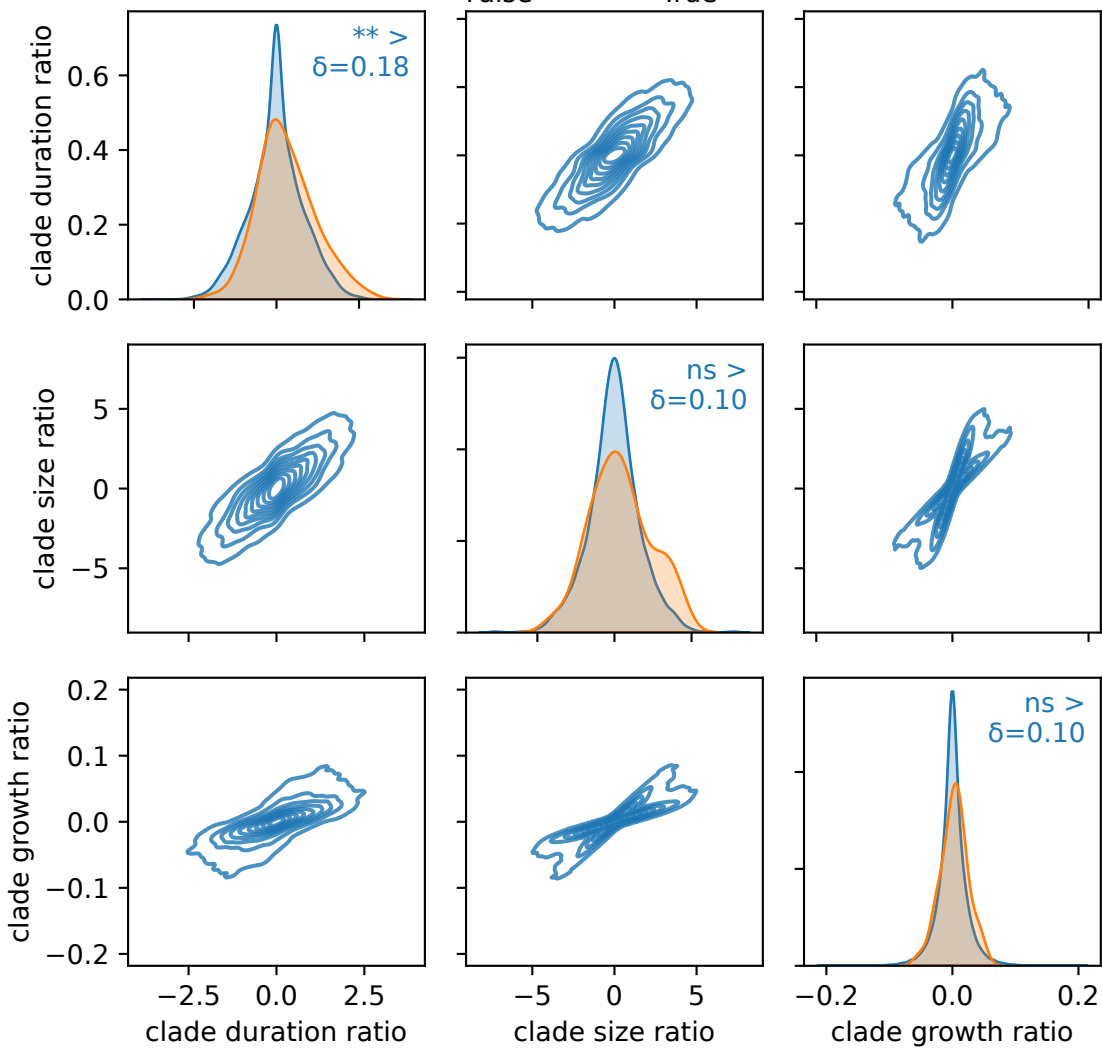 False True
clade duration ratio
0.6
0.4
0.2
0.0
** >
δ=0.18
clade size ratio
5
0
−5
ns >
δ=0.10
clade growth ratio
0.2
0.1
0.0
−0.1
−0.2
ns >
δ=0.10
−2.5 0.0 2.5
−5 0 5
−0.2 0.0 0.2
clade duration ratio
clade size ratio
clade growth ratio